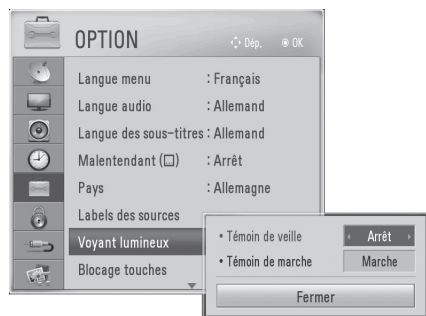 OPTION
Dép. OK
Langue menu : Français
Langue audio : Allemand
Langue des sous-titres : Allemand
Malentendant ( ) : Arrêt
Pays : Allemagne
Labels des sources
Voyant lumineux
Blocage touches
• Témoin de veille Arrêt
• Témoin de marche Marche
Fermer